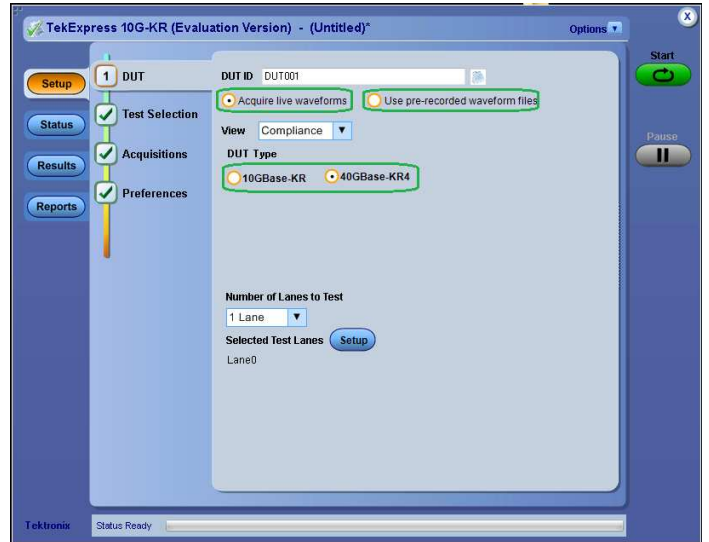 TekExpress 10G-KR (Evaluation Version) - (Untitled)*
Options
X
Setup
Status
Results
Reports
1 DUT
Test Selection
Acquisitions
Preferences
DUT ID DUT001
Acquire live waveforms
Use pre-recorded waveform files
View Compliance
DUT Type
10GBase-KR
40GBase-KR4
Number of Lanes to Test
1 Lane
Selected Test Lanes Setup
Lane0
Start
Pause
Tektronix
Status Ready